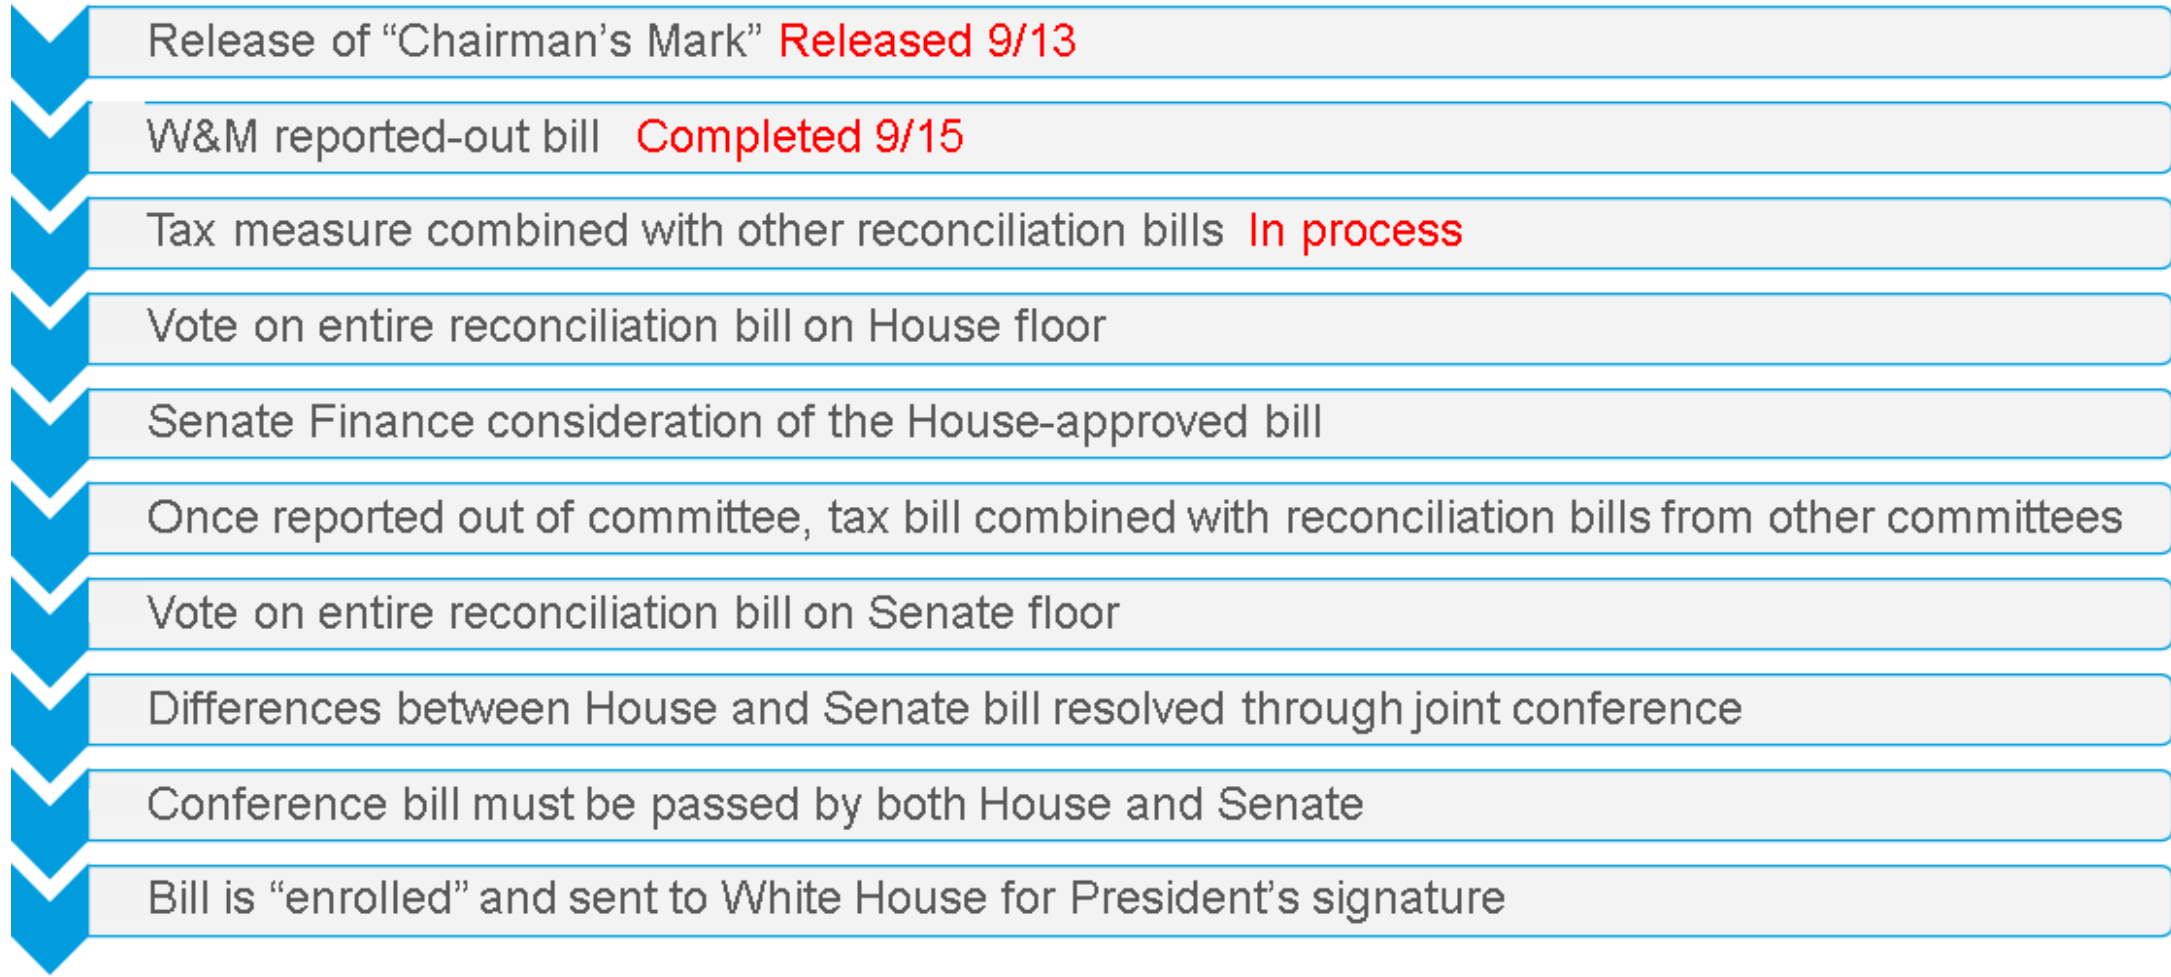 Release of “Chairman’s Mark” Released 9/13
W&M reported-out bill Completed 9/15
Tax measure combined with other reconciliation bills In process
Vote on entire reconciliation bill on House floor
Senate Finance consideration of the House-approved bill
Once reported out of committee, tax bill combined with reconciliation bills from other committees
Vote on entire reconciliation bill on Senate floor
Differences between House and Senate bill resolved through joint conference
Conference bill must be passed by both House and Senate
Bill is “enrolled” and sent to White House for President’s signature